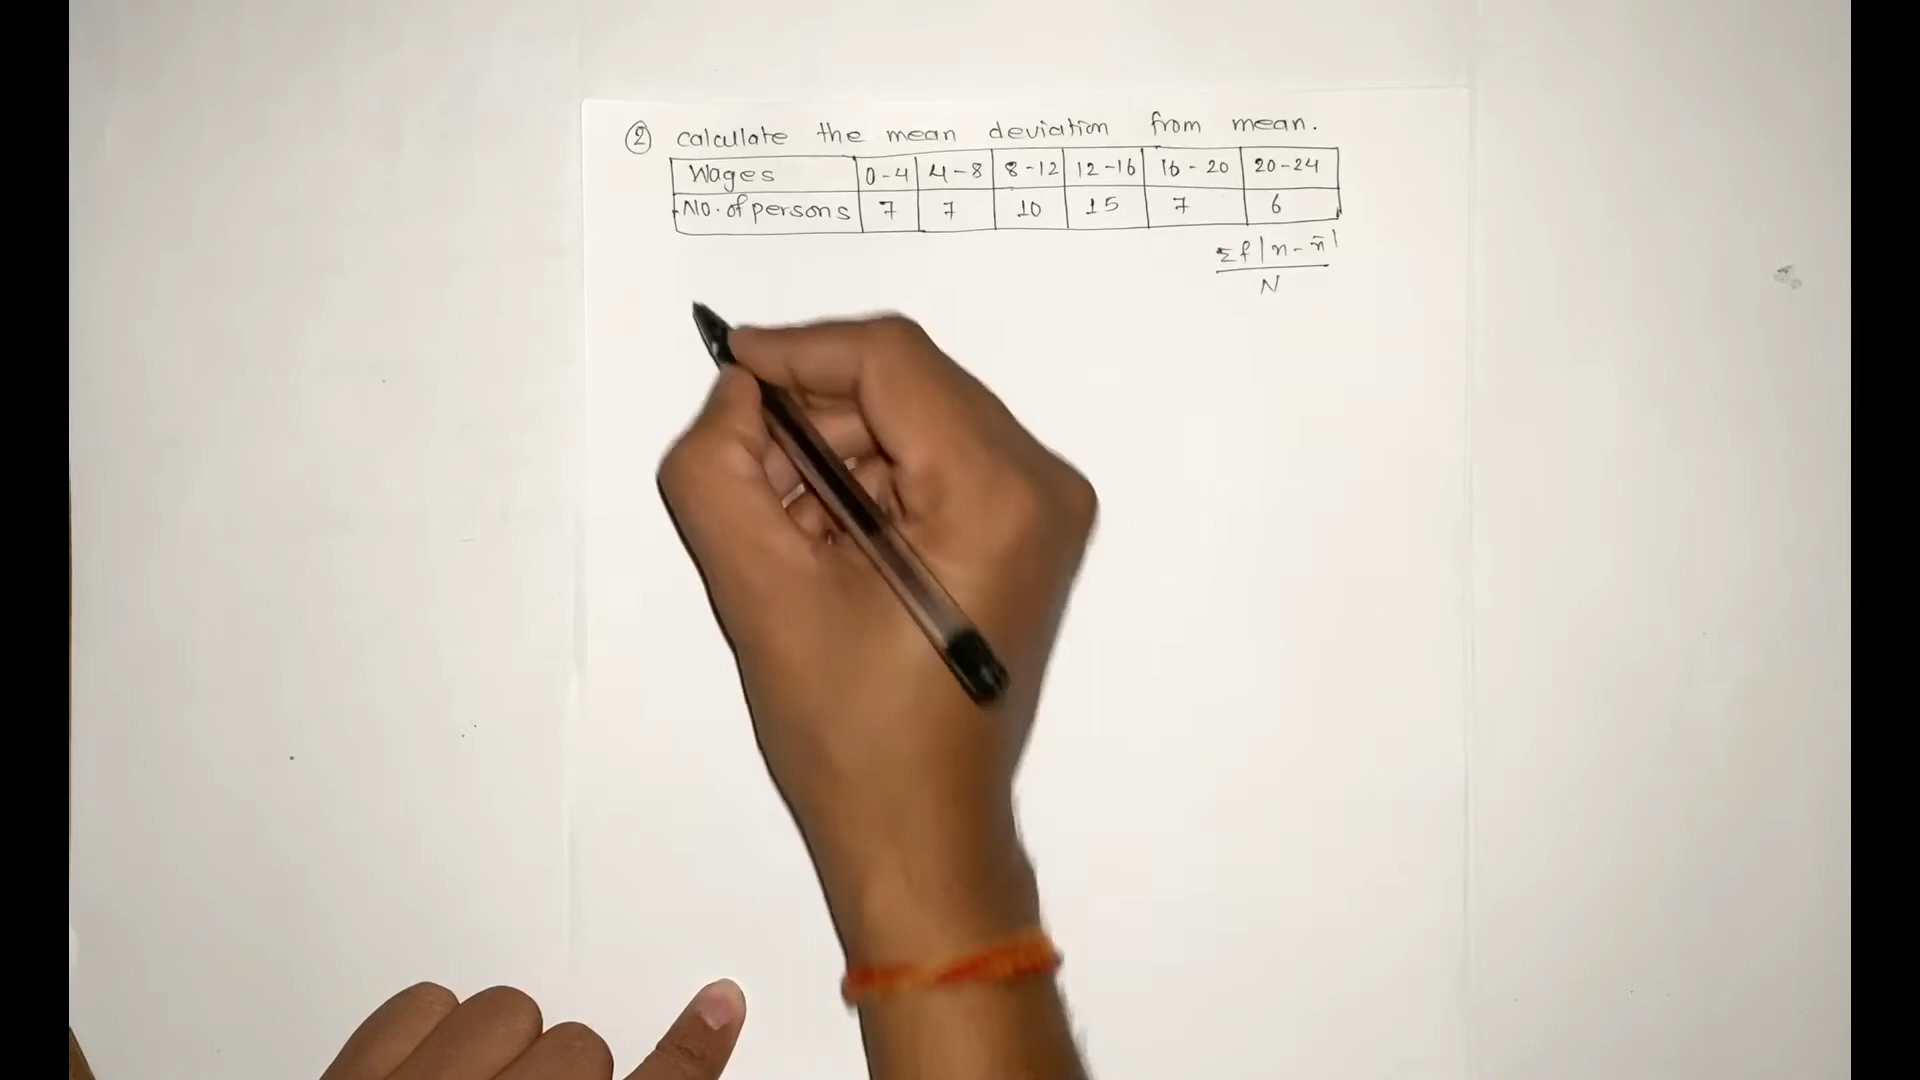 ② calculate the mean deviation from mean.
Wages 0-4 4-8 8-12 12-16 16-20 20-24
No. of persons 7 7 10 15 7 6
Σf|x-x̄|
N